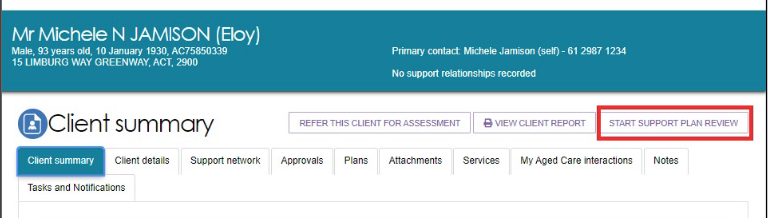 Mr Michele N JAMISON (Eloy)
Male, 93 years old, 10 January 1930, AC75850339
15 LIMBURG WAY GREENWAY, ACT, 2900
Primary contact: Michele Jamison (self) - 61 2987 1234
No support relationships recorded
Client summary
REFER THIS CLIENT FOR ASSESSMENT
VIEW CLIENT REPORT
START SUPPORT PLAN REVIEW
Client summary
Client details
Support network
Approvals
Plans
Attachments
Services
My Aged Care interactions
Notes
Tasks and Notifications